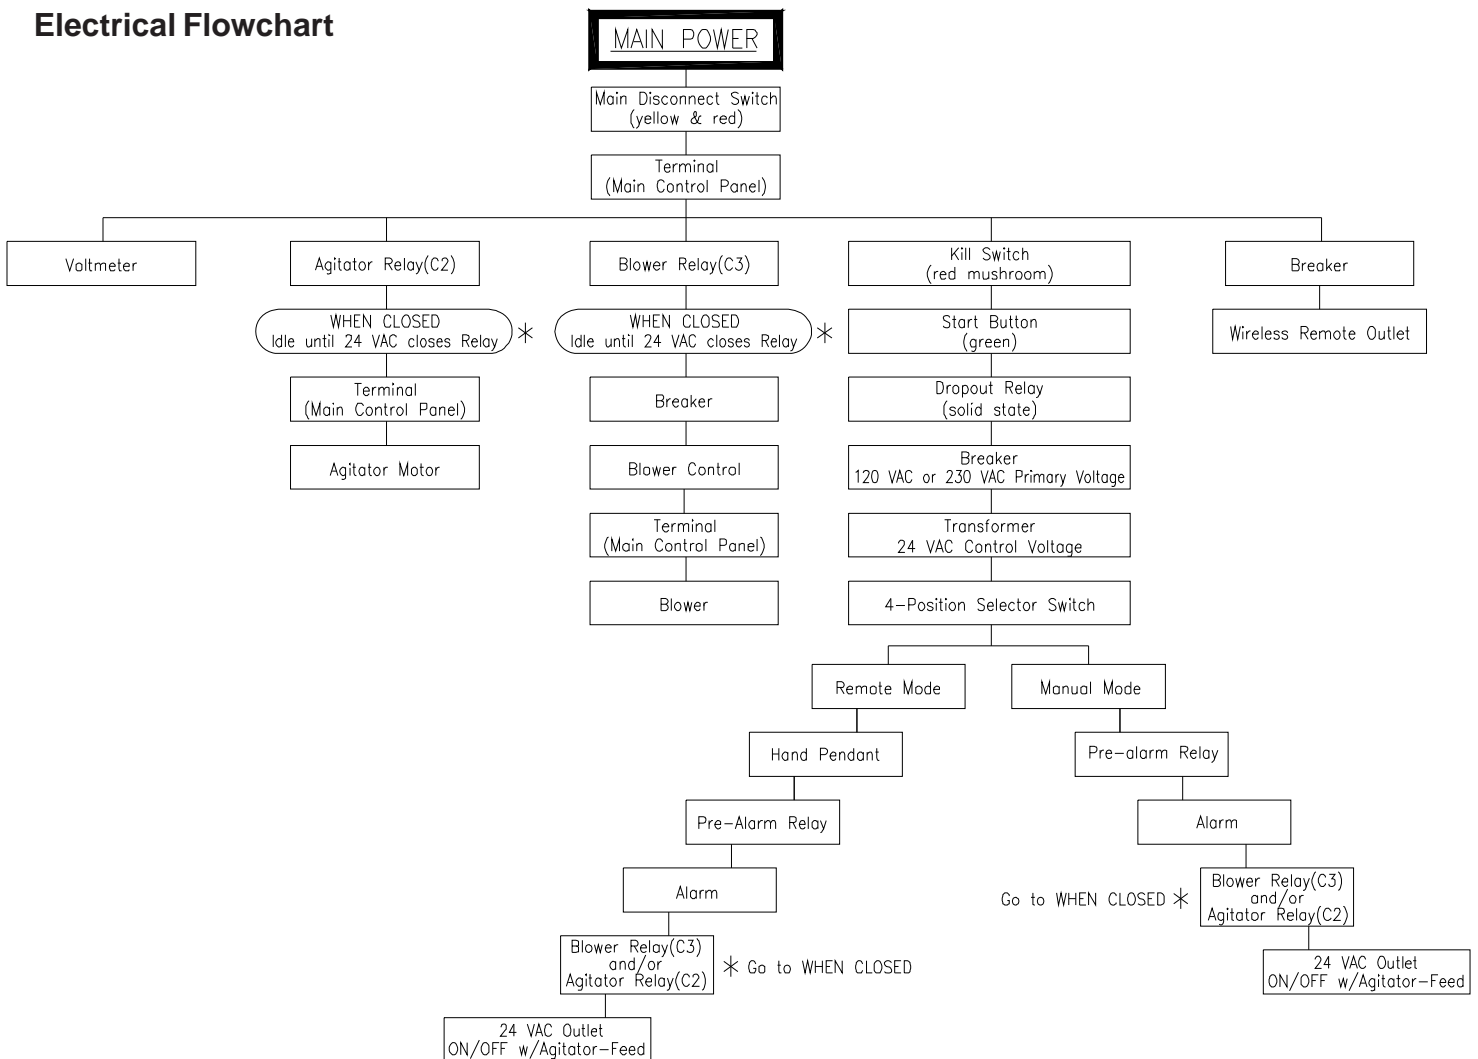 Electrical Flowchart
MAIN POWER
Main Disconnect Switch
(yellow & red)
Terminal
(Main Control Panel)
Voltmeter
Agitator Relay(C2)
Blower Relay(C3)
Kill Switch
(red mushroom)
Breaker
WHEN CLOSED
Idle until 24 VAC closes Relay
*
WHEN CLOSED
Idle until 24 VAC closes Relay
*
Start Button
(green)
Wireless Remote Outlet
Terminal
(Main Control Panel)
Breaker
Dropout Relay
(solid state)
Agitator Motor
Blower Control
Breaker
120 VAC or 230 VAC Primary Voltage
Terminal
(Main Control Panel)
Transformer
24 VAC Control Voltage
Blower
4-Position Selector Switch
Remote Mode
Manual Mode
Hand Pendant
Pre-alarm Relay
Pre-Alarm Relay
Alarm
Alarm
Go to WHEN CLOSED *
Blower Relay(C3)
and/or
Agitator Relay(C2)
Blower Relay(C3)
and/or
Agitator Relay(C2)
* Go to WHEN CLOSED
24 VAC Outlet
ON/OFF w/Agitator-Feed
24 VAC Outlet
ON/OFF w/Agitator-Feed